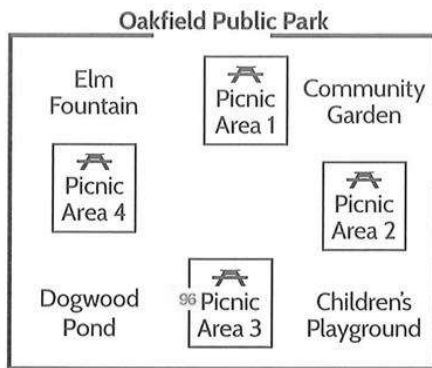 Oakfield Public Park
Elm
Fountain
Picnic
Area 1
Community
Garden
Picnic
Area 4
Picnic
Area 2
Dogwood
Pond
96 Picnic
Area 3
Children's
Playground